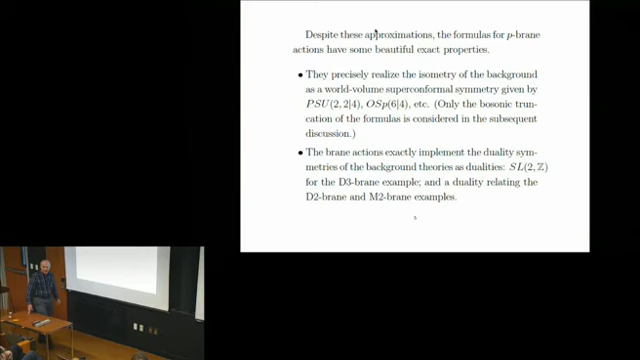 Despite these approximations, the formulas for p-brane
actions have some beautiful exact properties.
• They precisely realize the isometry of the background
as a world-volume superconformal symmetry given by
PSU(2, 2|4), OSp(6|4), etc. (Only the bosonic trun-
cation of the formulas is considered in the subsequent
discussion.)
• The brane actions exactly implement the duality sym-
metries of the background theories as dualities: SL(2, ℤ)
for the D3-brane example; and a duality relating the
D2-brane and M2-brane examples.